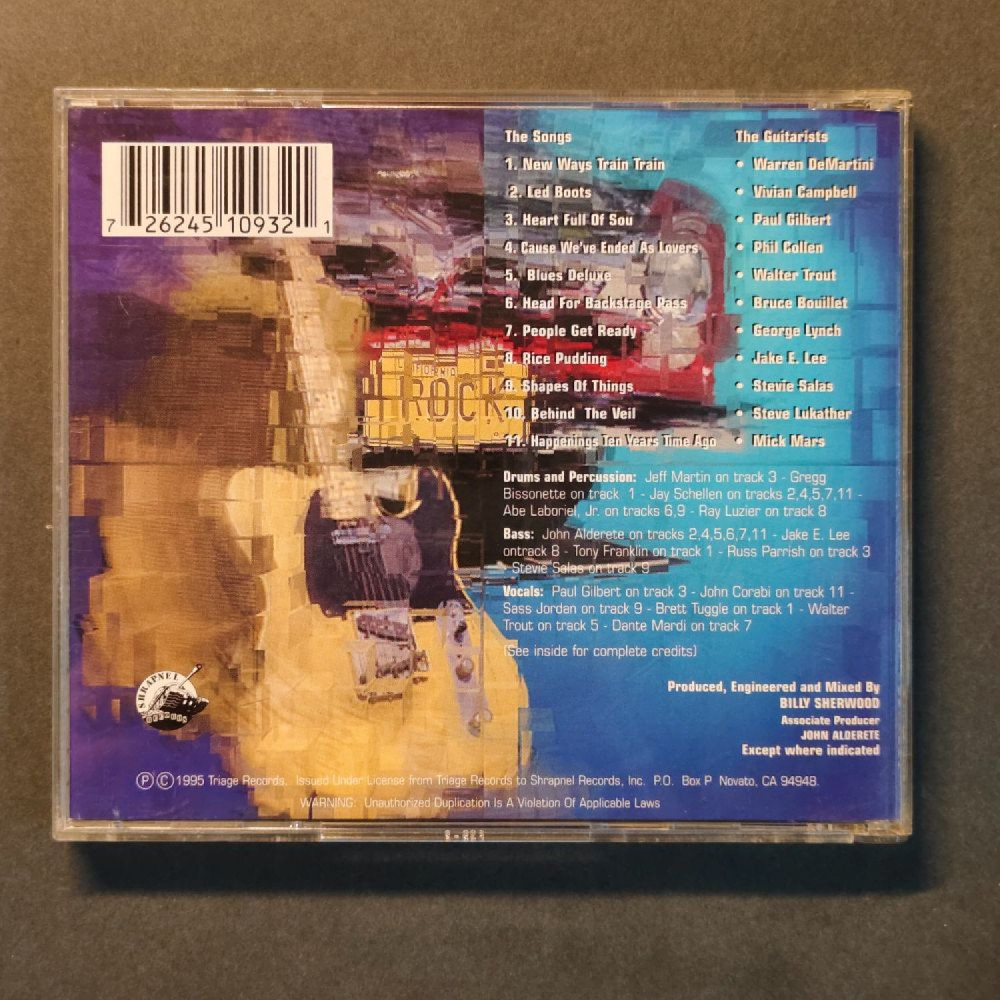 7 26245 10932 1
The Songs
1. New Ways Train Train
2. Led Boots
3. Heart Full Of Sou
4. Cause We've Ended As Lovers
5. Blues Deluxe
6. Head For Backstage Pass
7. People Get Ready
8. Rice Pudding
9. Shapes Of Things
10. Behind The Veil
11. Happenings Ten Years Time Ago
The Guitarists
• Warren DeMartini
• Vivian Campbell
• Paul Gilbert
• Phil Collen
• Walter Trout
• Bruce Bouillet
• George Lynch
• Jake E. Lee
• Stevie Salas
• Steve Lukather
• Mick Mars
ROCK
Drums and Percussion: Jeff Martin on track 3 - Gregg
Bissonette on track 1 - Jay Schellen on tracks 2,4,5,7,11 -
Abe Laboriel, Jr. on tracks 6,9 - Ray Luzier on track 8
Bass: John Alderete on tracks 2,4,5,6,7,11 - Jake E. Lee
ontrack 8 - Tony Franklin on track 1 - Russ Parrish on track 3
- Stevie Salas on track 9
Vocals: Paul Gilbert on track 3 - John Corabi on track 11 -
Sass Jordan on track 9 - Brett Tuggle on track 1 - Walter
Trout on track 5 - Dante Mardi on track 7
(See inside for complete credits)
Produced, Engineered and Mixed By
BILLY SHERWOOD
Associate Producer
JOHN ALDERETE
Except where indicated
SHRAPNEL
RECORDS
Ⓟ © 1995 Triage Records. Issued Under License from Triage Records to Shrapnel Records, Inc. P.O. Box P Novato, CA 94948.
WARNING: Unauthorized Duplication Is A Violation Of Applicable Laws